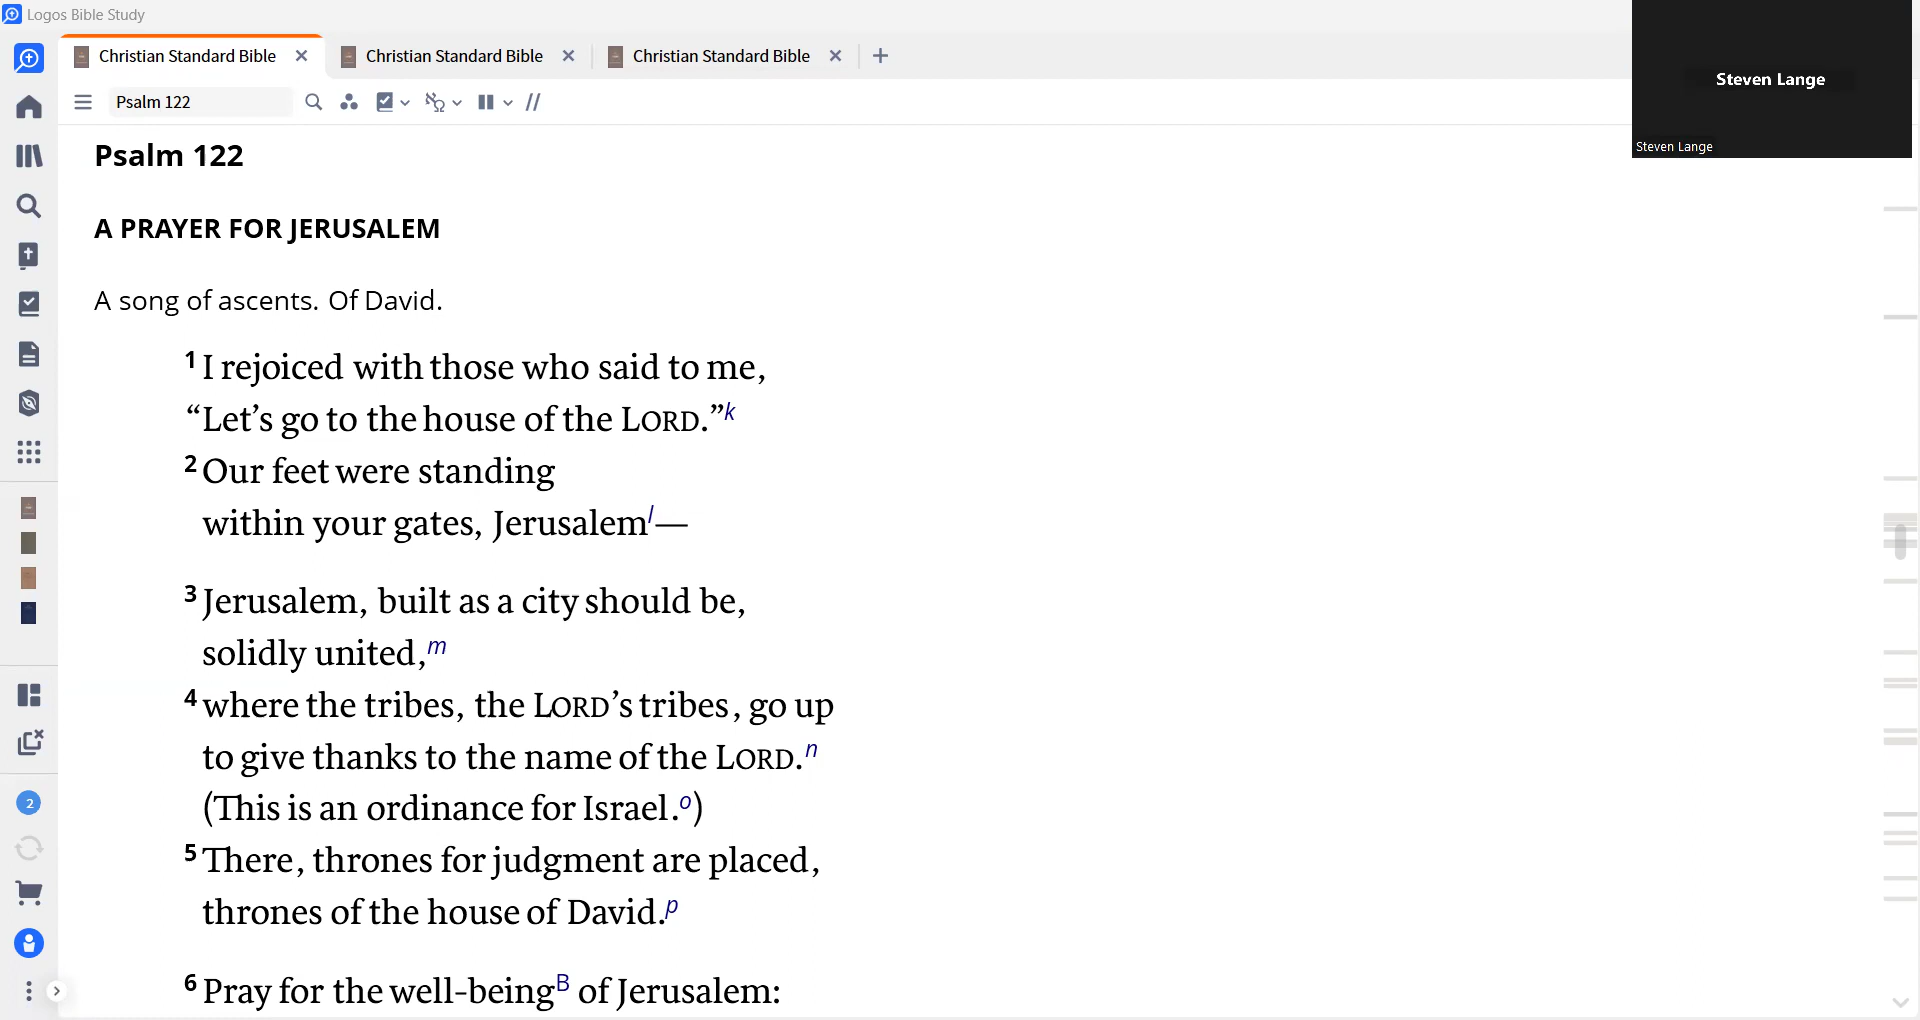 Logos Bible Study
Christian Standard Bible
Christian Standard Bible
Christian Standard Bible
Psalm 122
Steven Lange
Steven Lange
Psalm 122
A PRAYER FOR JERUSALEM
A song of ascents. Of David.
1 I rejoiced with those who said to me,
“Let’s go to the house of the LORD.”k
2 Our feet were standing
within your gates, Jerusalem l—
3 Jerusalem, built as a city should be,
solidly united,m
4 where the tribes, the LORD’s tribes, go up
to give thanks to the name of the LORD.n
(This is an ordinance for Israel.o)
5 There, thrones for judgment are placed,
thrones of the house of David.p
6 Pray for the well-being B of Jerusalem:
2